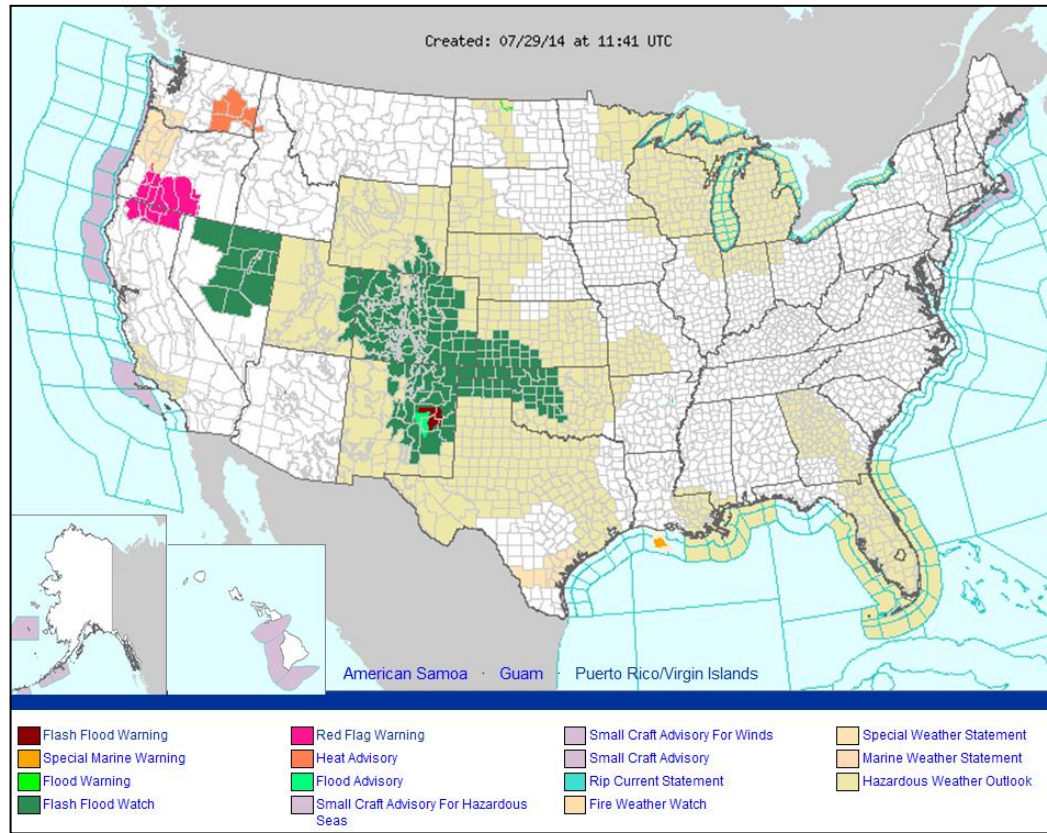 Created: 07/29/14 at 11:41 UTC
American Samoa · Guam · Puerto Rico/Virgin Islands
Flash Flood Warning
Special Marine Warning
Flood Warning
Flash Flood Watch
Red Flag Warning
Heat Advisory
Flood Advisory
Small Craft Advisory For Hazardous
Seas
Small Craft Advisory For Winds
Small Craft Advisory
Rip Current Statement
Fire Weather Watch
Special Weather Statement
Marine Weather Statement
Hazardous Weather Outlook